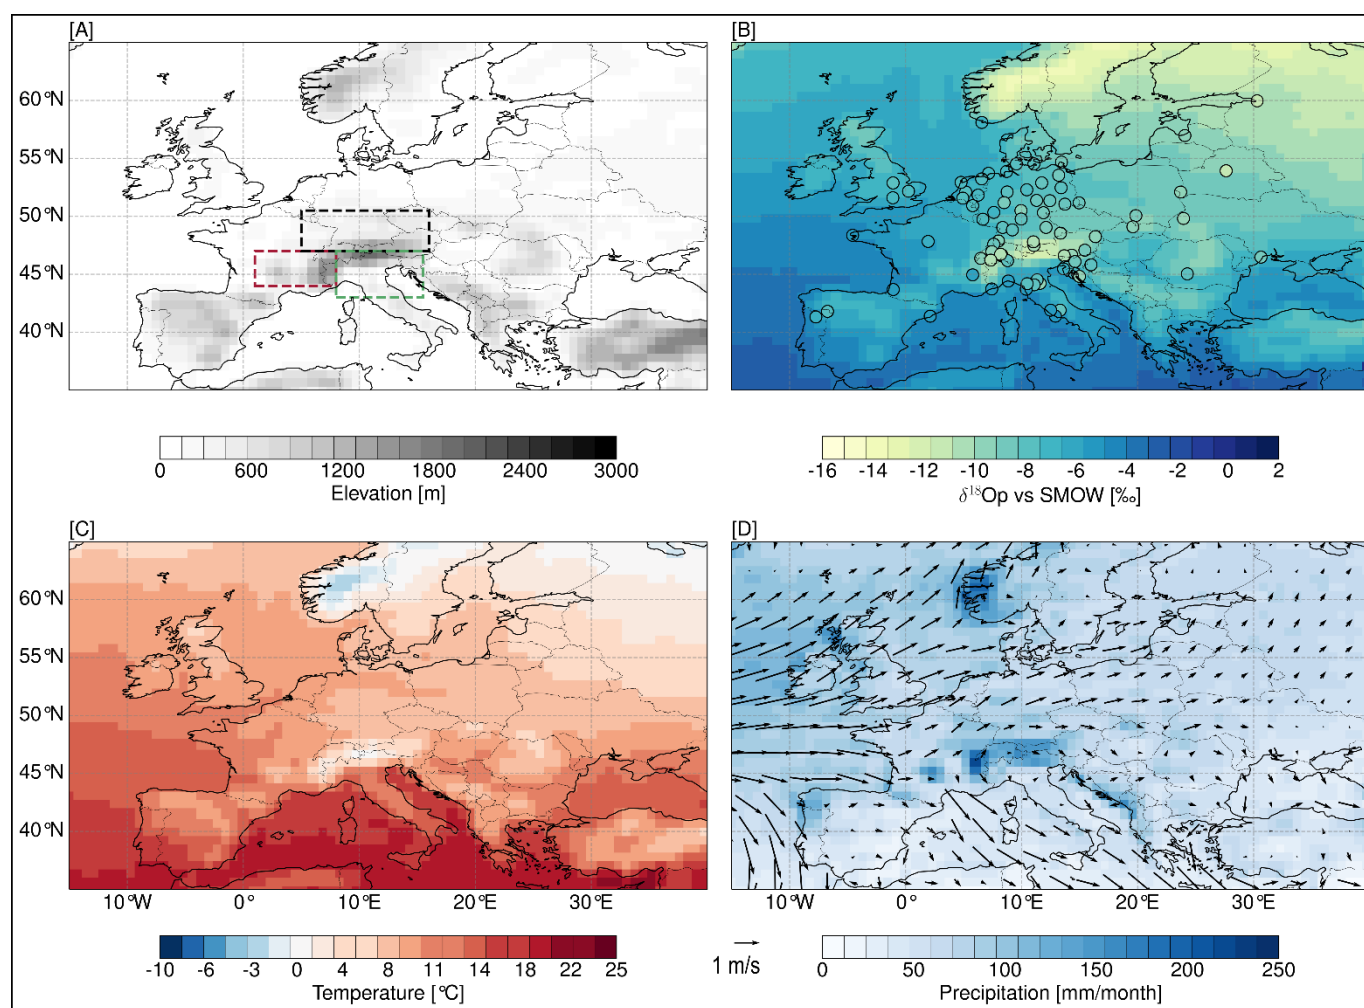 [A]
[B]
60°N
55°N
50°N
45°N
40°N
0 600 1200 1800 2400 3000
Elevation [m]
-16 -14 -12 -10 -8 -6 -4 -2 0 2
δ¹⁸Op vs SMOW [‰]
[C]
[D]
60°N
55°N
50°N
45°N
40°N
10°W 0° 10°E 20°E 30°E
10°W 0° 10°E 20°E 30°E
-10 -6 -3 0 4 8 11 14 18 22 25
Temperature [°C]
1 m/s
0 50 100 150 200 250
Precipitation [mm/month]